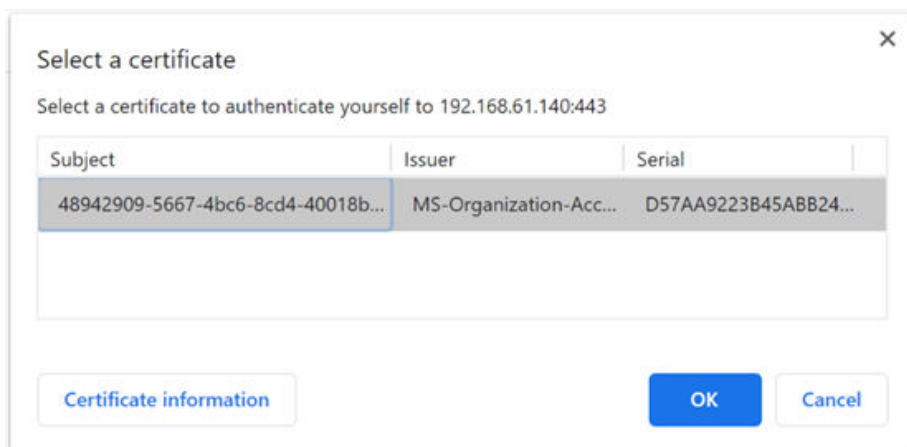 Select a certificate
Select a certificate to authenticate yourself to 192.168.61.140:443
Subject Issuer Serial
48942909-5667-4bc6-8cd4-40018b... MS-Organization-Acc... D57AA9223B45ABB24...
Certificate information OK Cancel